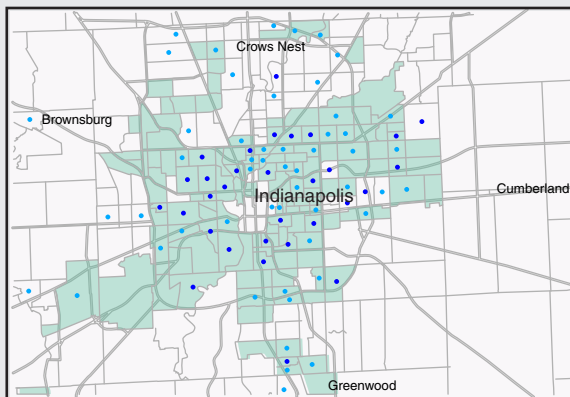 Crows Nest
Brownsburg
Cumberland
Indianapolis
Greenwood